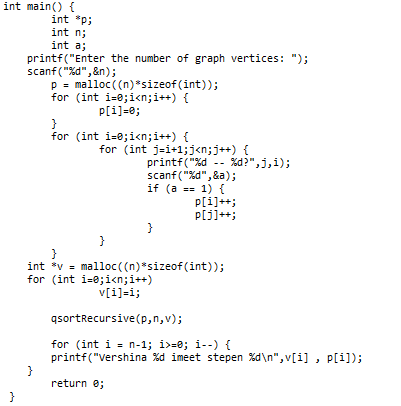 int main() {
int *p;
int n;
int a;
printf("Enter the number of graph vertices: ");
scanf("%d",&n);
p = malloc((n)*sizeof(int));
for (int i=0;i<n;i++) {
p[i]=0;
}
for (int i=0;i<n;i++) {
for (int j=i+1;j<n;j++) {
printf("%d -- %d?",j,i);
scanf("%d",&a);
if (a == 1) {
p[i]++;
p[j]++;
}
}
}
int *v = malloc((n)*sizeof(int));
for (int i=0;i<n;i++)
v[i]=i;
qsortRecursive(p,n,v);
for (int i = n-1; i>=0; i--) {
printf("Vershina %d imeet stepen %d\n",v[i] , p[i]);
}
return 0;
}